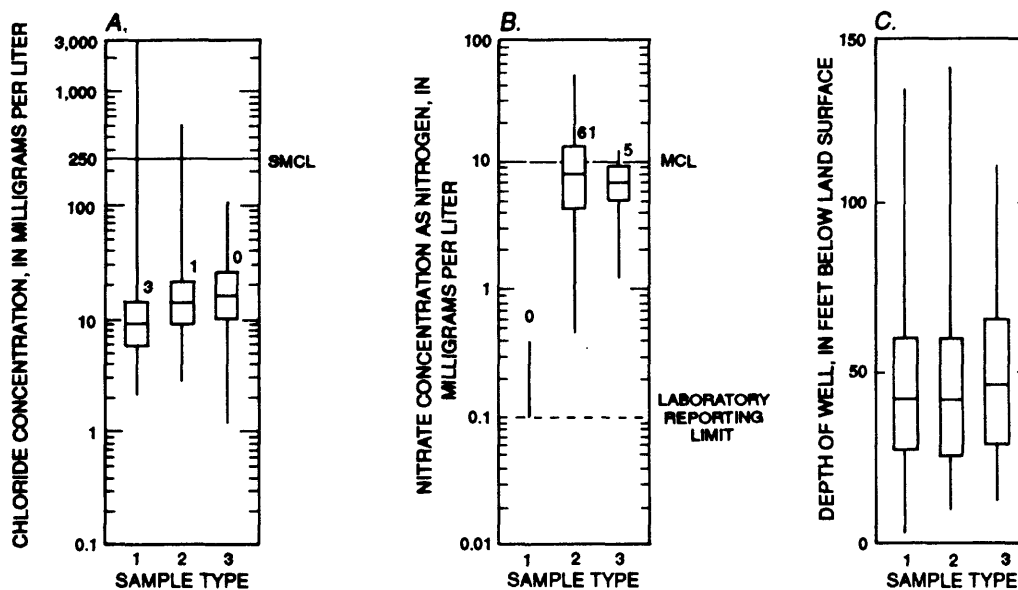 A.
CHLORIDE CONCENTRATION, IN MILLIGRAMS PER LITER
3,000
1,000
250
100
10
1
0.1
SMCL
3
1
0
1 2 3
SAMPLE TYPE
B.
NITRATE CONCENTRATION AS NITROGEN, IN
MILLIGRAMS PER LITER
100
10
1
0.1
0.01
61
5
0
MCL
LABORATORY
REPORTING
LIMIT
1 2 3
SAMPLE TYPE
C.
DEPTH OF WELL, IN FEET BELOW LAND SURFACE
150
100
50
0
1 2 3
SAMPLE TYPE